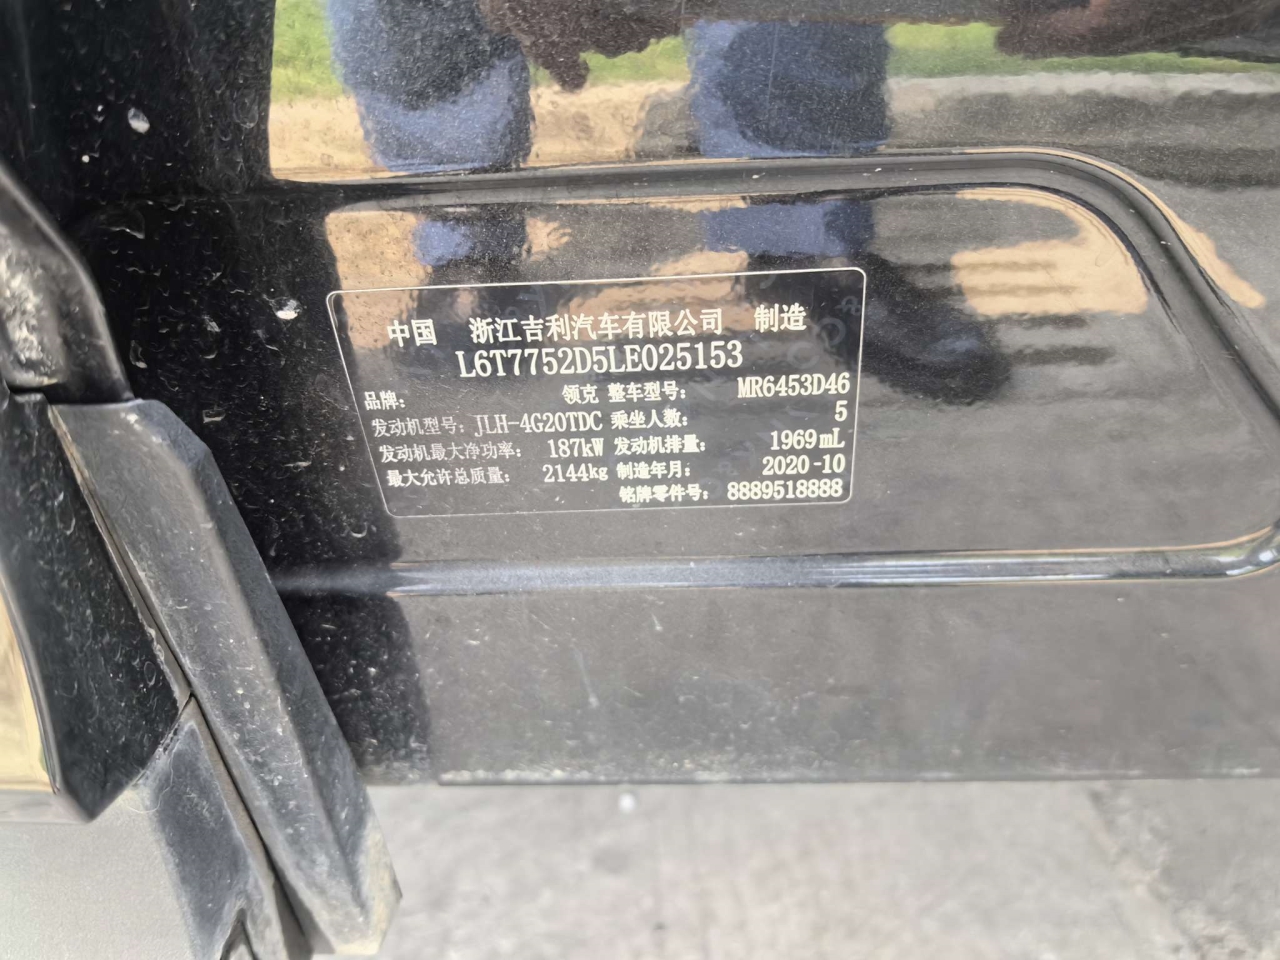 中国 浙江吉利汽车有限公司 制造
L6T7752D5LE025153
品牌: 领克 整车型号: MR6453D46
发动机型号: JLH-4G20TDC 乘坐人数: 5
发动机最大净功率: 187kW 发动机排量: 1969mL
最大允许总质量: 2144kg 制造年月: 2020-10
铭牌零件号: 8889518888